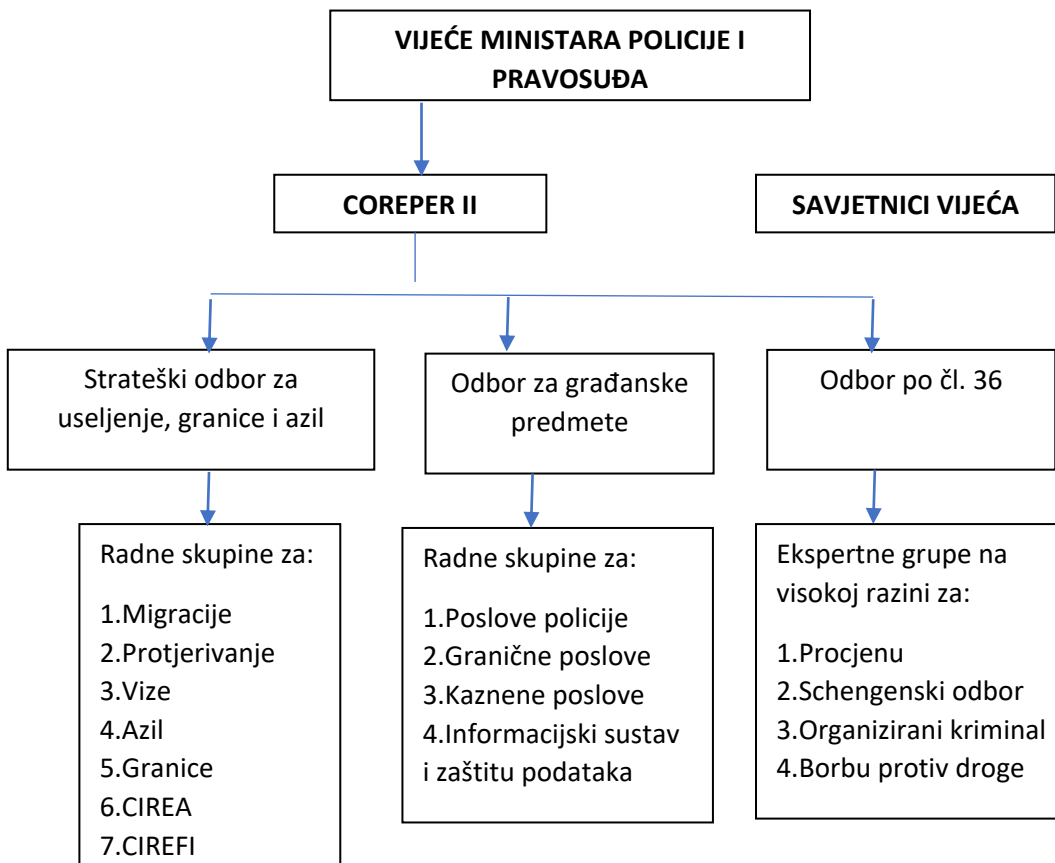 VIJEĆE MINISTARA POLICIJE I
PRAVOSUĐA
COREPER II
SAVJETNICI VIJEĆA
Strateški odbor za
useljenje, granice i azil
Odbor za građanske
predmete
Odbor po čl. 36
Radne skupine za:
1.Migracije
2.Protjerivanje
3.Vize
4.Azil
5.Granice
6.CIREA
7.CIREFI
Radne skupine za:
1.Poslove policije
2.Granične poslove
3.Kaznene poslove
4.Informacijski sustav
i zaštitu podataka
Ekspertne grupe na
visokoj razini za:
1.Procjenu
2.Schengenski odbor
3.Organizirani kriminal
4.Borbu protiv droge